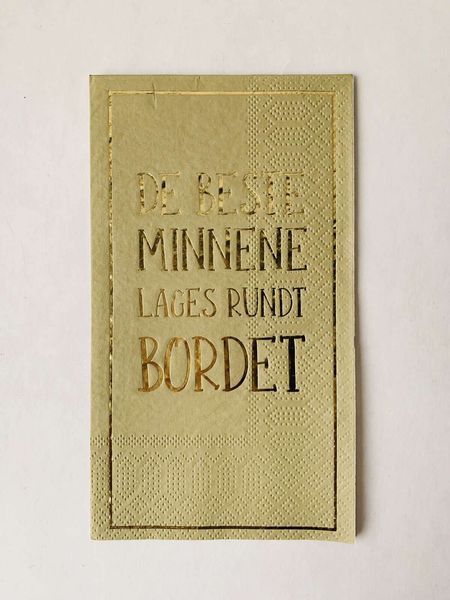 DE BESTE
MINNENE
LAGES RUNDT
BORDET